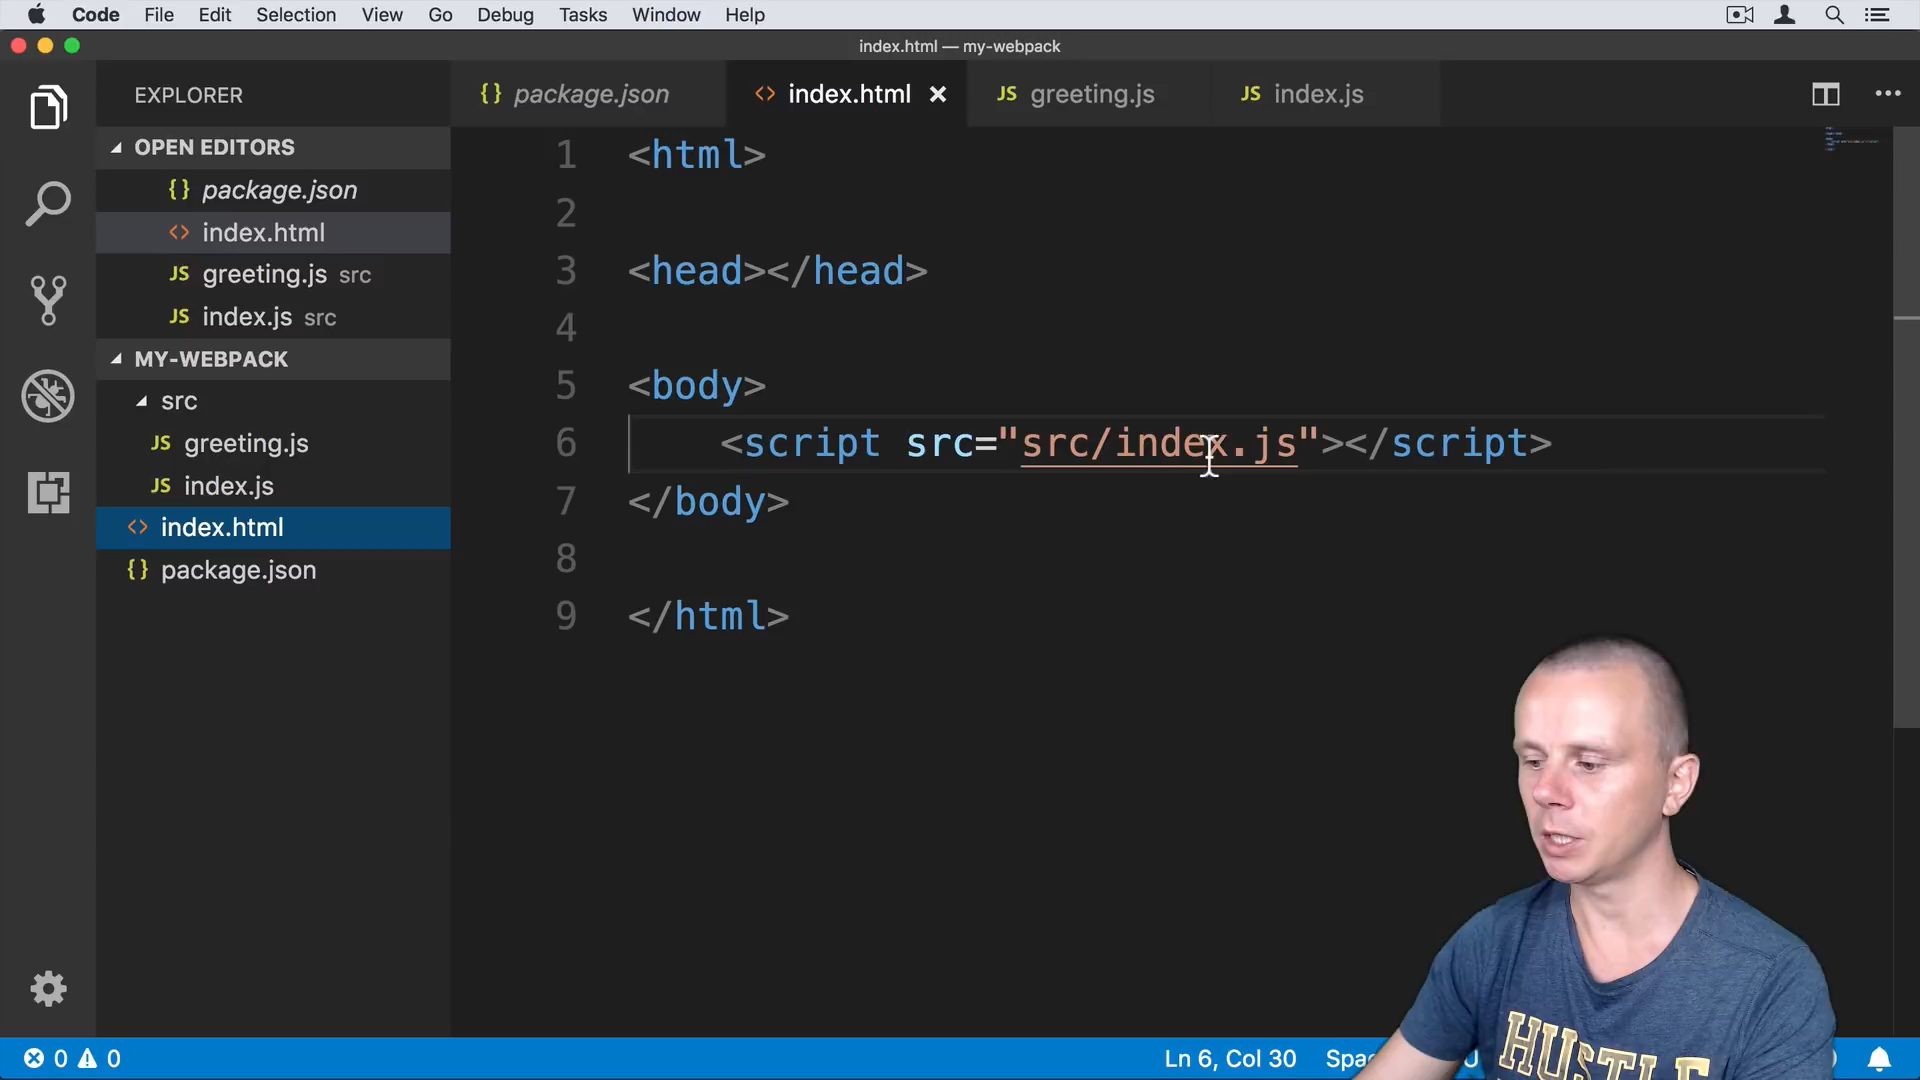 Code File Edit Selection View Go Debug Tasks Window Help
index.html — my-webpack
EXPLORER
{} package.json <> index.html × JS greeting.js JS index.js
OPEN EDITORS
{} package.json
<> index.html
JS greeting.js src
JS index.js src
MY-WEBPACK
src
JS greeting.js
JS index.js
<> index.html
{} package.json
1 <html>
2
3 <head></head>
4
5 <body>
6 <script src="src/index.js"></script>
7 </body>
8
9 </html>
0 0
Ln 6, Col 30
HUSTLE